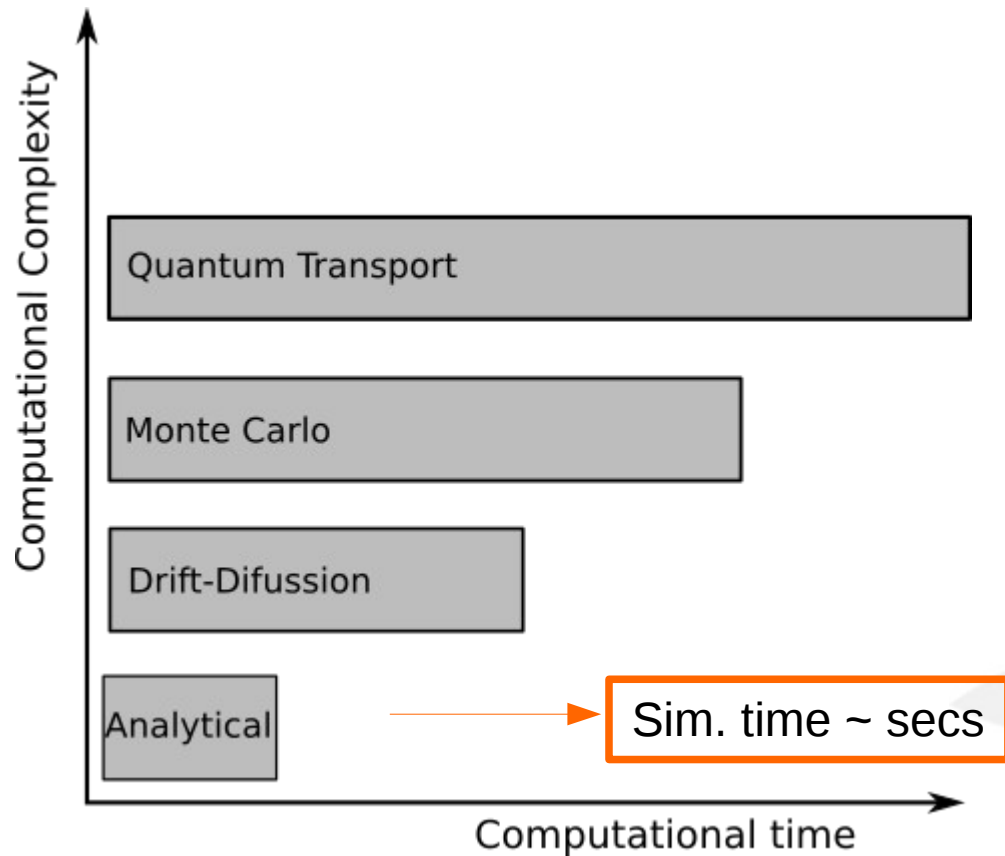 Computational Complexity
Quantum Transport
Monte Carlo
Drift-Difussion
Analytical
Sim. time ~ secs
Computational time